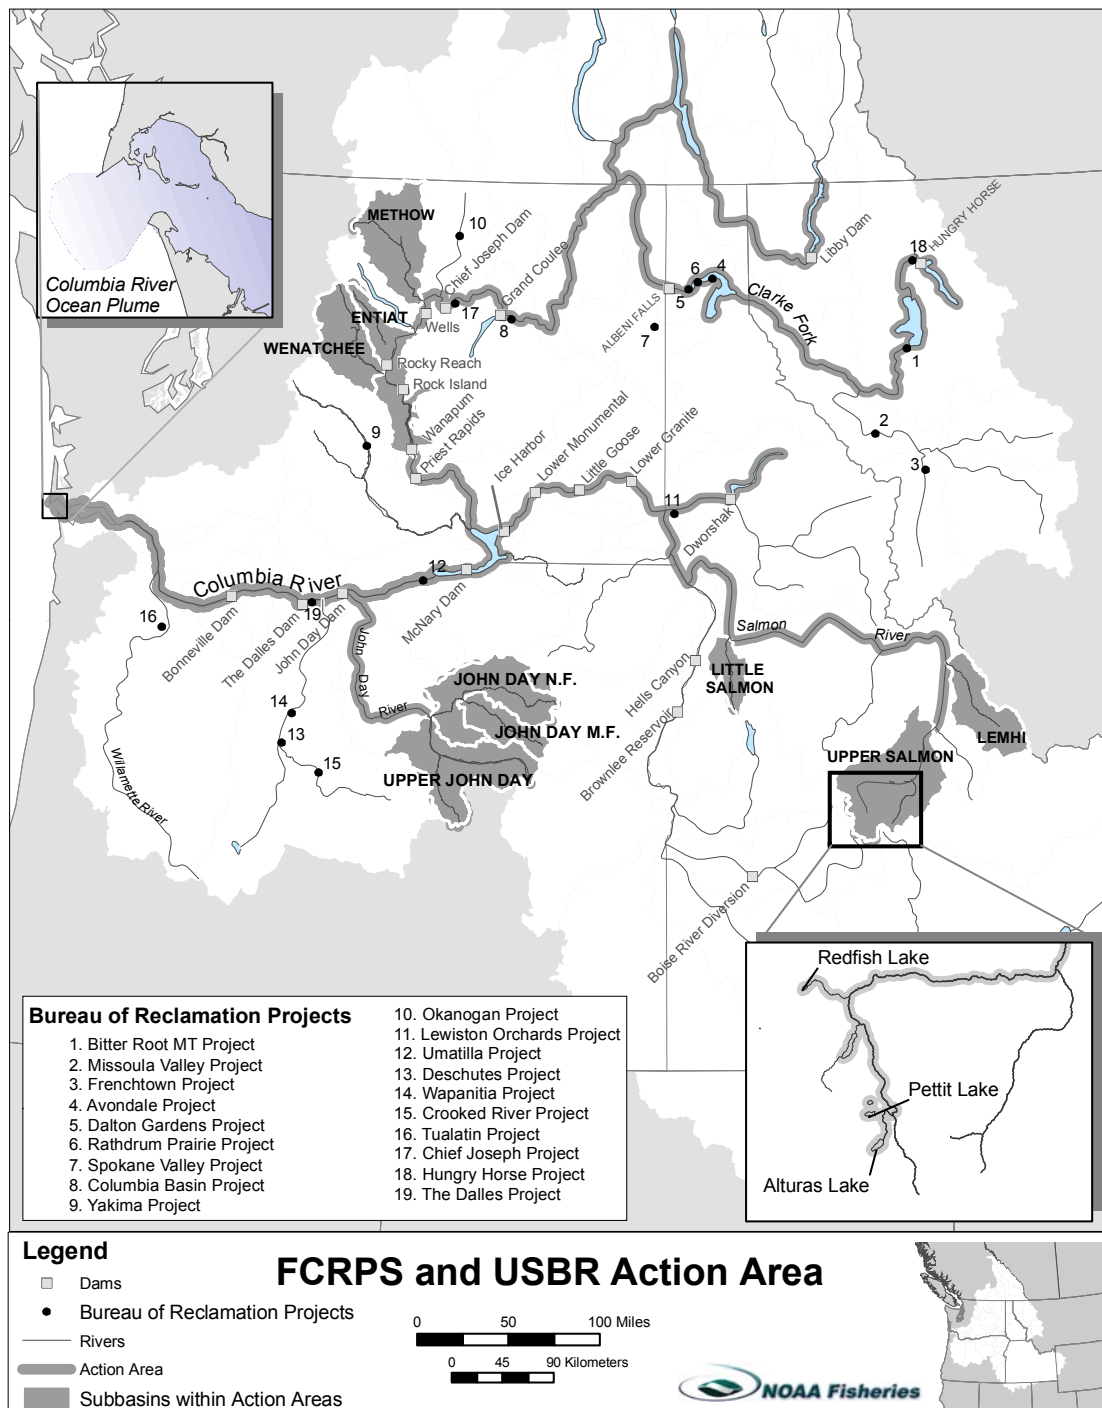 Columbia River
Ocean Plume
METHOW
10
Chief Joseph Dam
Grand Coulee
Libby Dam
18
HUNGRY HORSE
ENTIAT
Wells
17
8
WENATCHEE
6
4
5
ALBENI FALLS
7
Clarke Fork
1
Rocky Reach
Rock Island
Wanapum
Priest Rapids
9
Ice Harbor
Lower Monumental
Little Goose
Lower Granite
2
3
11
Dworshak
Columbia River
12
McNary Dam
16
Bonneville Dam
The Dalles Dam
19
John Day Dam
John Day River
Salmon River
Hells Canyon
LITTLE
SALMON
JOHN DAY N.F.
JOHN DAY M.F.
UPPER JOHN DAY
Brownlee Reservoir
LEMHI
UPPER SALMON
14
13
15
Willamette River
Boise River Diversion
Redfish Lake
Pettit Lake
Alturas Lake
Bureau of Reclamation Projects
1. Bitter Root MT Project
2. Missoula Valley Project
3. Frenchtown Project
4. Avondale Project
5. Dalton Gardens Project
6. Rathdrum Prairie Project
7. Spokane Valley Project
8. Columbia Basin Project
9. Yakima Project
10. Okanogan Project
11. Lewiston Orchards Project
12. Umatilla Project
13. Deschutes Project
14. Wapanitia Project
15. Crooked River Project
16. Tualatin Project
17. Chief Joseph Project
18. Hungry Horse Project
19. The Dalles Project
Legend
Dams
Bureau of Reclamation Projects
Rivers
Action Area
Subbasins within Action Areas
FCRPS and USBR Action Area
0 50 100 Miles
0 45 90 Kilometers
NOAA Fisheries